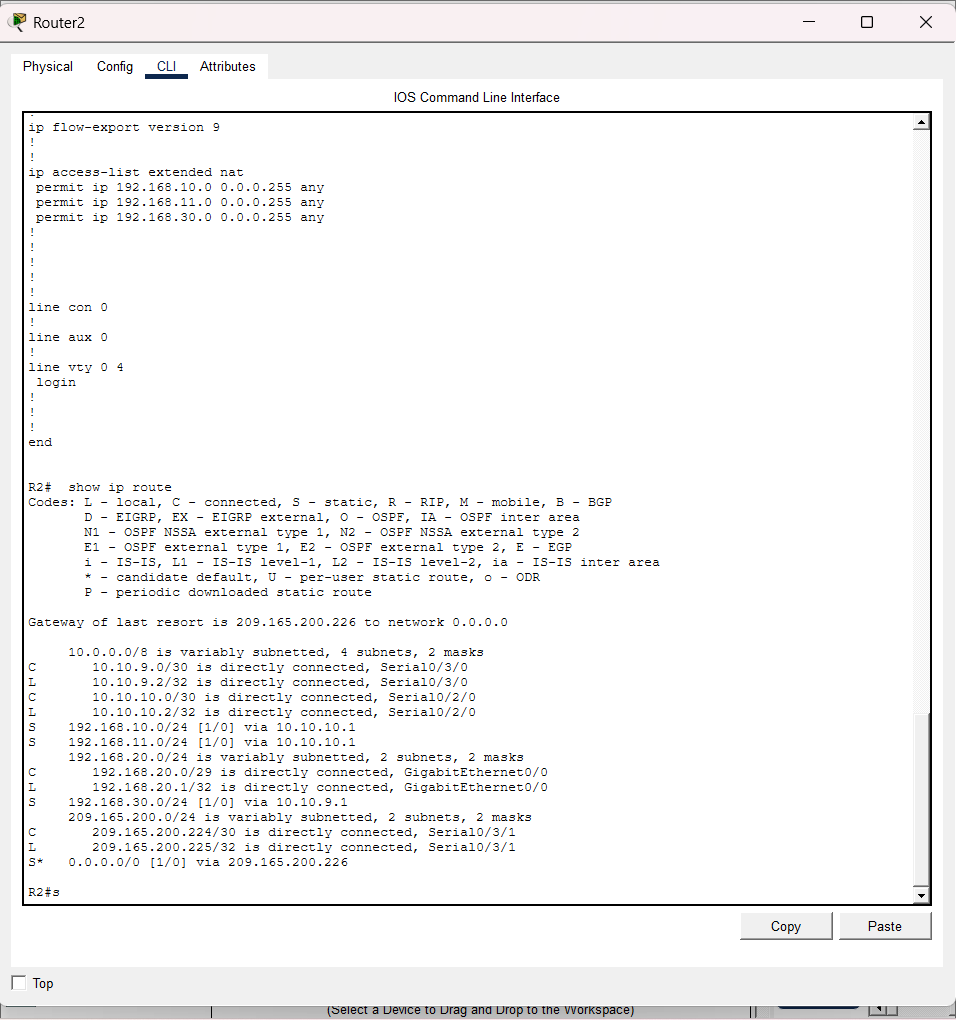 Router2
Physical Config CLI Attributes
IOS Command Line Interface
ip flow-export version 9
!
!
ip access-list extended nat
 permit ip 192.168.10.0 0.0.0.255 any
 permit ip 192.168.11.0 0.0.0.255 any
 permit ip 192.168.30.0 0.0.0.255 any
!
!
!
!
!
line con 0
!
line aux 0
!
line vty 0 4
 login
!
!
!
end
R2#  show ip route
Codes: L - local, C - connected, S - static, R - RIP, M - mobile, B - BGP
       D - EIGRP, EX - EIGRP external, O - OSPF, IA - OSPF inter area
       N1 - OSPF NSSA external type 1, N2 - OSPF NSSA external type 2
       E1 - OSPF external type 1, E2 - OSPF external type 2, E - EGP
       i - IS-IS, L1 - IS-IS level-1, L2 - IS-IS level-2, ia - IS-IS inter area
       * - candidate default, U - per-user static route, o - ODR
       P - periodic downloaded static route
Gateway of last resort is 209.165.200.226 to network 0.0.0.0
     10.0.0.0/8 is variably subnetted, 4 subnets, 2 masks
C       10.10.9.0/30 is directly connected, Serial0/3/0
L       10.10.9.2/32 is directly connected, Serial0/3/0
C       10.10.10.0/30 is directly connected, Serial0/2/0
L       10.10.10.2/32 is directly connected, Serial0/2/0
S    192.168.10.0/24 [1/0] via 10.10.10.1
S    192.168.11.0/24 [1/0] via 10.10.10.1
     192.168.20.0/24 is variably subnetted, 2 subnets, 2 masks
C       192.168.20.0/29 is directly connected, GigabitEthernet0/0
L       192.168.20.1/32 is directly connected, GigabitEthernet0/0
S    192.168.30.0/24 [1/0] via 10.10.9.1
     209.165.200.0/24 is variably subnetted, 2 subnets, 2 masks
C       209.165.200.224/30 is directly connected, Serial0/3/1
L       209.165.200.225/32 is directly connected, Serial0/3/1
S*   0.0.0.0/0 [1/0] via 209.165.200.226
R2#s
Copy Paste
Top
(Select a Device to Drag and Drop to the Workspace)